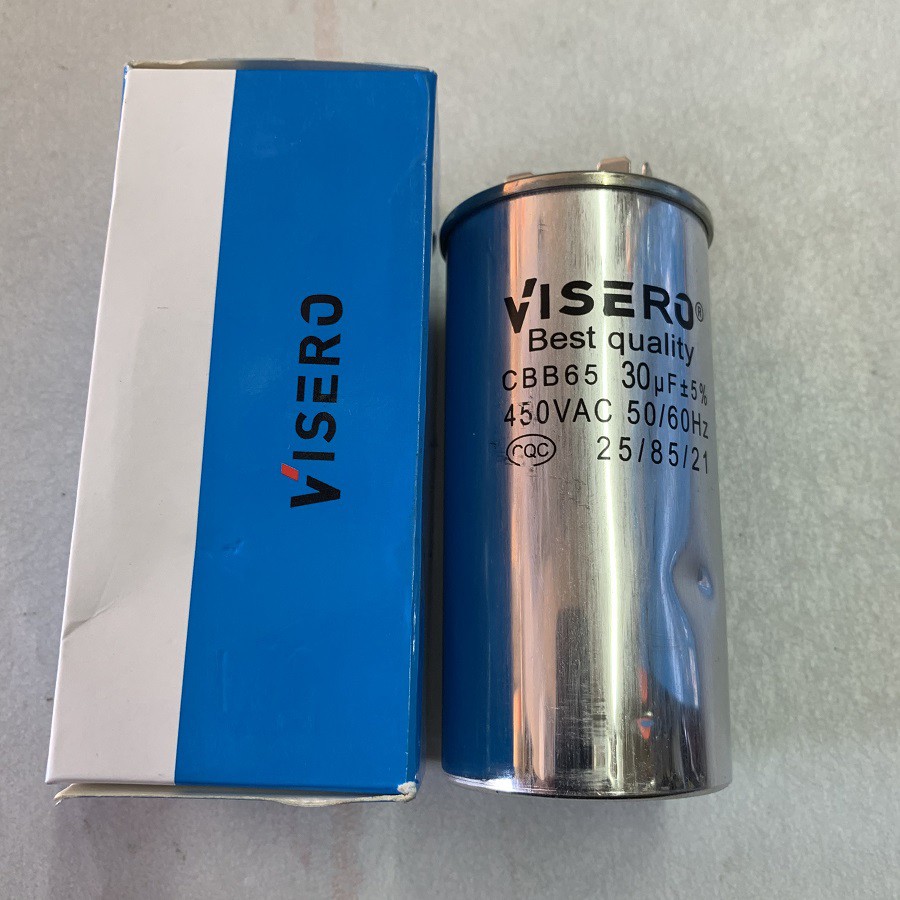 VISERO
VISERO®
Best quality
CBB65 30μF±5%
450VAC 50/60Hz
CQC 25/85/21